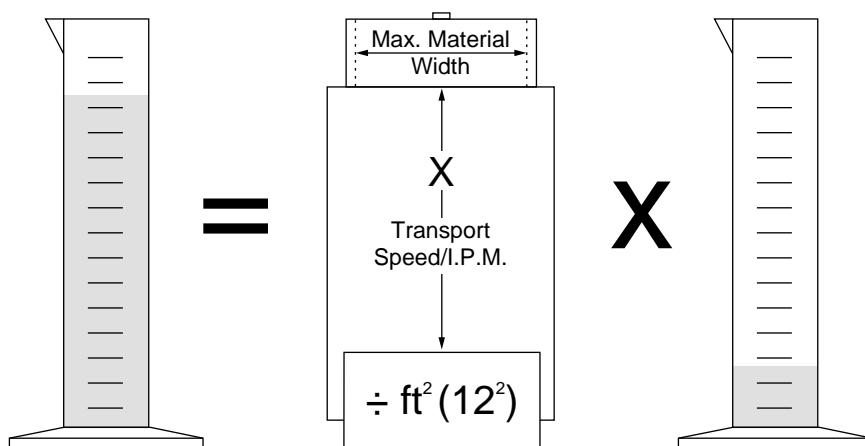 Max. Material
Width
=
X
Transport
Speed/I.P.M.
X
÷ ft² (12²)